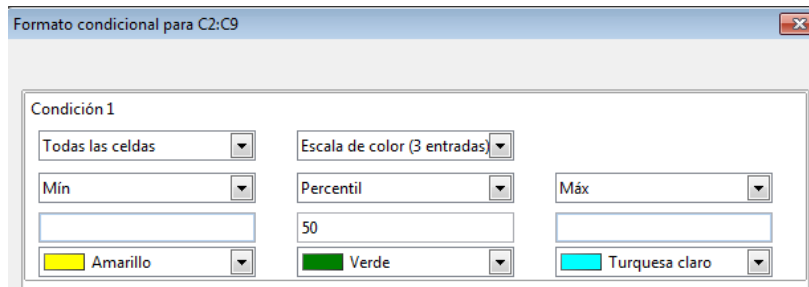 Formato condicional para C2:C9
Condición 1
Todas las celdas Escala de color (3 entradas)
Mín Percentil Máx
50
Amarillo Verde Turquesa claro